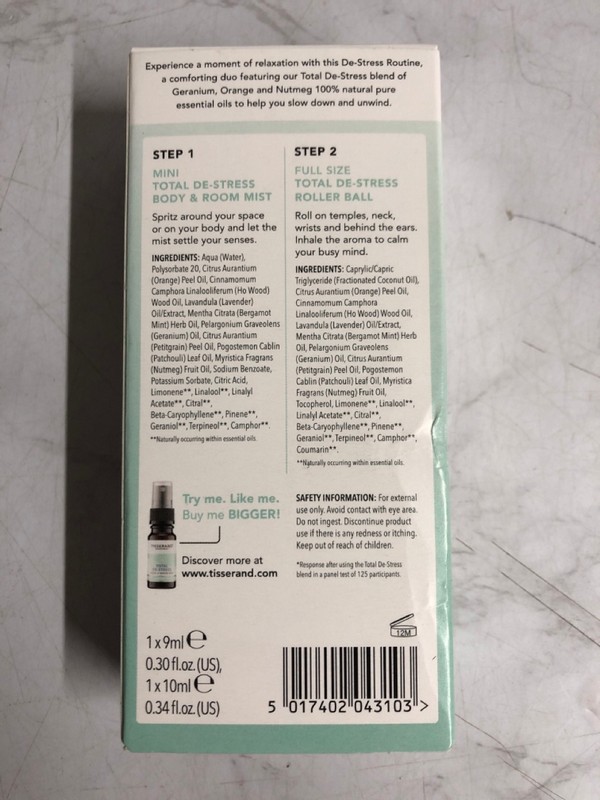 Experience a moment of relaxation with this De-Stress Routine,
a comforting duo featuring our Total De-Stress blend of
Geranium, Orange and Nutmeg 100% natural pure
essential oils to help you slow down and unwind.
STEP 1
MINI
TOTAL DE-STRESS
BODY & ROOM MIST
Spritz around your space
or on your body and let the
mist settle your senses.
INGREDIENTS: Aqua (Water),
Polysorbate 20, Citrus Aurantium
(Orange) Peel Oil, Cinnamomum
Camphora Linalooliferum (Ho Wood)
Wood Oil, Lavandula (Lavender)
Oil/Extract, Mentha Citrata (Bergamot
Mint) Herb Oil, Pelargonium Graveolens
(Geranium) Oil, Citrus Aurantium
(Petitgrain) Peel Oil, Pogostemon Cablin
(Patchouli) Leaf Oil, Myristica Fragrans
(Nutmeg) Fruit Oil, Sodium Benzoate,
Potassium Sorbate, Citric Acid,
Limonene**, Linalool**, Linalyl
Acetate**, Citral**,
Beta-Caryophyllene**, Pinene**,
Geraniol**, Terpineol**, Camphor**.
**Naturally occurring within essential oils.
STEP 2
FULL SIZE
TOTAL DE-STRESS
ROLLER BALL
Roll on temples, neck,
wrists and behind the ears.
Inhale the aroma to calm
your busy mind.
INGREDIENTS: Caprylic/Capric
Triglyceride (Fractionated Coconut Oil),
Citrus Aurantium (Orange) Peel Oil,
Cinnamomum Camphora
Linalooliferum (Ho Wood) Wood Oil,
Lavandula (Lavender) Oil/Extract,
Mentha Citrata (Bergamot Mint) Herb
Oil, Pelargonium Graveolens
(Geranium) Oil, Citrus Aurantium
(Petitgrain) Peel Oil, Pogostemon
Cablin (Patchouli) Leaf Oil, Myristica
Fragrans (Nutmeg) Fruit Oil,
Tocopherol, Limonene**, Linalool**,
Linalyl Acetate**, Citral**,
Beta-Caryophyllene**, Pinene**,
Geraniol**, Terpineol**, Camphor**,
Coumarin**.
**Naturally occurring within essential oils.
Try me. Like me.
Buy me BIGGER!
TISSERAND
Discover more at
www.tisserand.com
SAFETY INFORMATION: For external
use only. Avoid contact with eye area.
Do not ingest. Discontinue product
use if there is any redness or itching.
Keep out of reach of children.
*Response after using the Total De-Stress
blend in a panel test of 125 participants.
12M
1 x 9ml e
0.30 fl.oz. (US),
1 x 10ml e
0.34 fl.oz. (US)
5 017402 043103 >